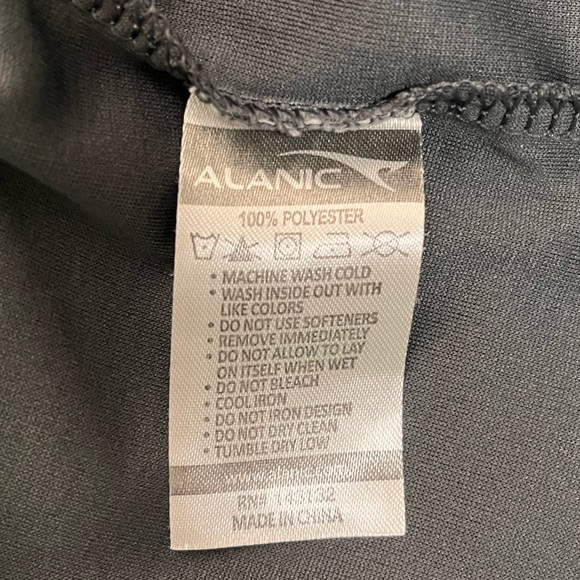 ALANIC
100% POLYESTER
• MACHINE WASH COLD
• WASH INSIDE OUT WITH
LIKE COLORS
• DO NOT USE SOFTENERS
• REMOVE IMMEDIATELY
• DO NOT ALLOW TO LAY
ON ITSELF WHEN WET
• DO NOT BLEACH
• COOL IRON
• DO NOT IRON DESIGN
• DO NOT DRY CLEAN
• TUMBLE DRY LOW
RN# 143132
MADE IN CHINA